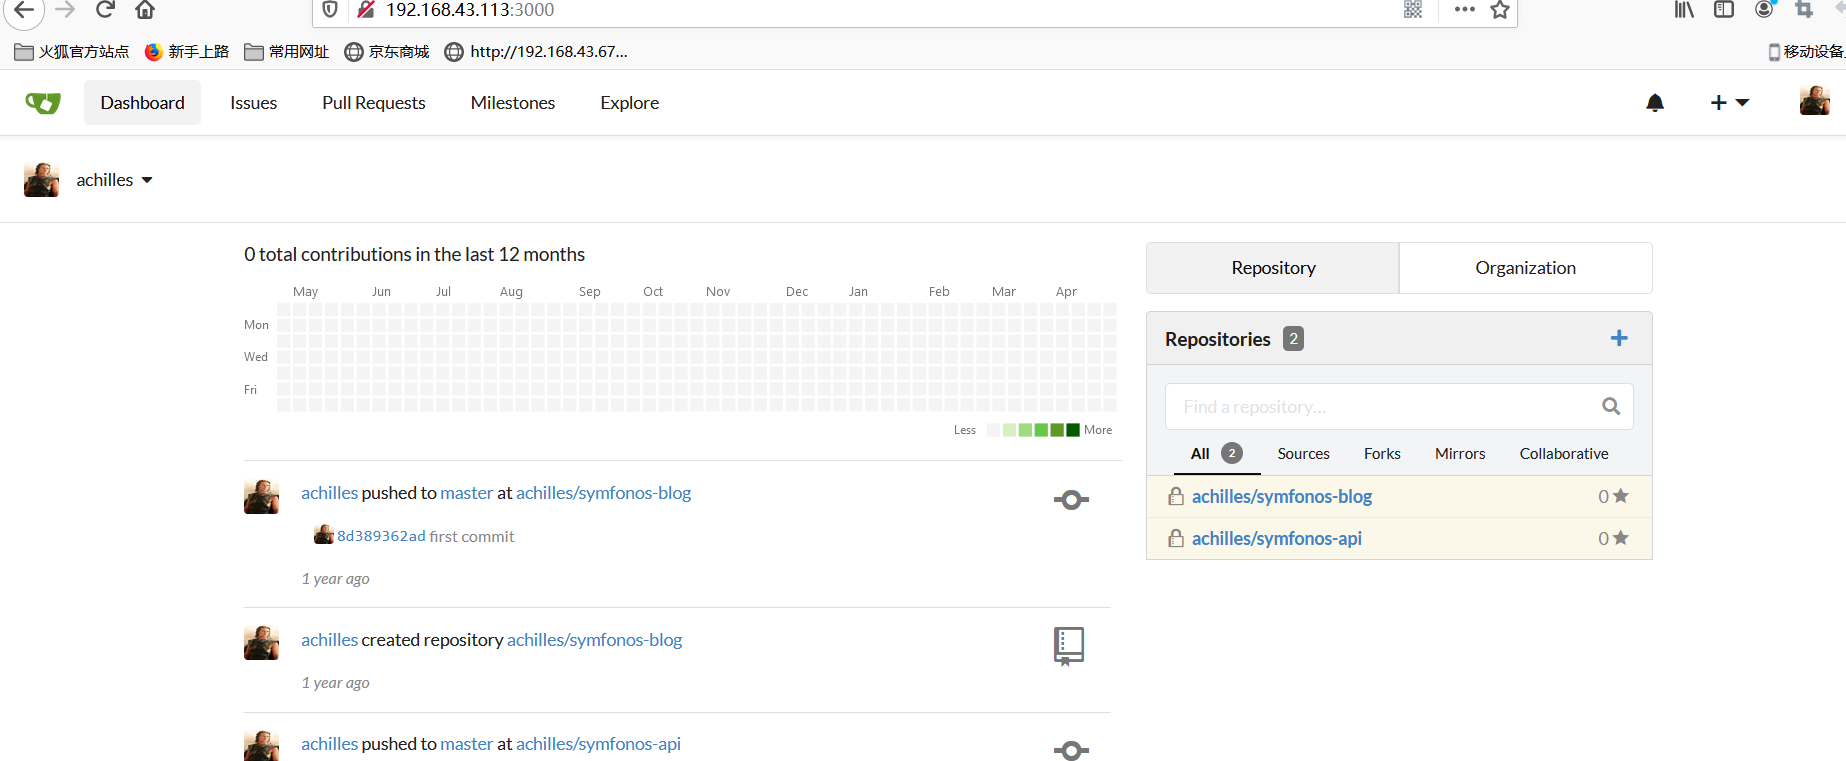 192.168.43.113:3000
火狐官方站点 新手上路 常用网址 京东商城 http://192.168.43.67... 移动设备
Dashboard Issues Pull Requests Milestones Explore
achilles
0 total contributions in the last 12 months
May Jun Jul Aug Sep Oct Nov Dec Jan Feb Mar Apr
Mon
Wed
Fri
Less More
achilles pushed to master at achilles/symfonos-blog
8d389362ad first commit
1 year ago
achilles created repository achilles/symfonos-blog
1 year ago
achilles pushed to master at achilles/symfonos-api
Repository Organization
Repositories 2
Find a repository...
All 2 Sources Forks Mirrors Collaborative
achilles/symfonos-blog 0
achilles/symfonos-api 0